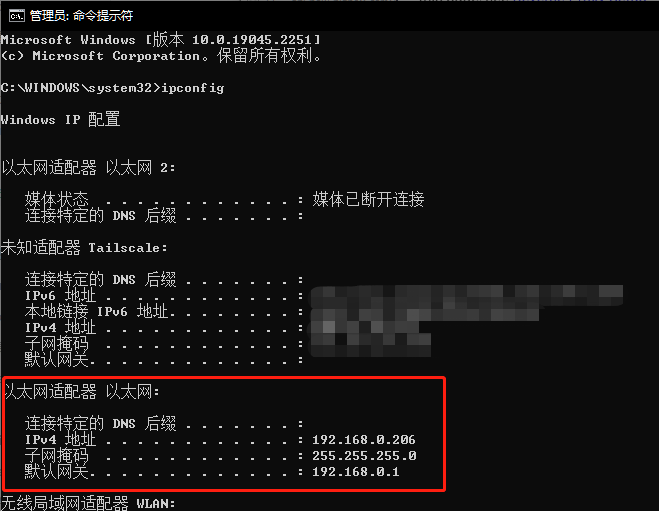 管理员: 命令提示符
Microsoft Windows [版本 10.0.19045.2251]
(c) Microsoft Corporation。保留所有权利。
C:\WINDOWS\system32>ipconfig
Windows IP 配置
以太网适配器 以太网 2:
媒体状态 . . . . . . . . . . . . : 媒体已断开连接
连接特定的 DNS 后缀 . . . . . . . :
未知适配器 Tailscale:
连接特定的 DNS 后缀 . . . . . . . :
IPv6 地址 . . . . . . . . . . . . :
本地链接 IPv6 地址. . . . . . . . :
IPv4 地址 . . . . . . . . . . . . :
子网掩码 . . . . . . . . . . . . :
默认网关. . . . . . . . . . . . . :
以太网适配器 以太网:
连接特定的 DNS 后缀 . . . . . . . :
IPv4 地址 . . . . . . . . . . . . : 192.168.0.206
子网掩码 . . . . . . . . . . . . : 255.255.255.0
默认网关. . . . . . . . . . . . . : 192.168.0.1
无线局域网适配器 WLAN: